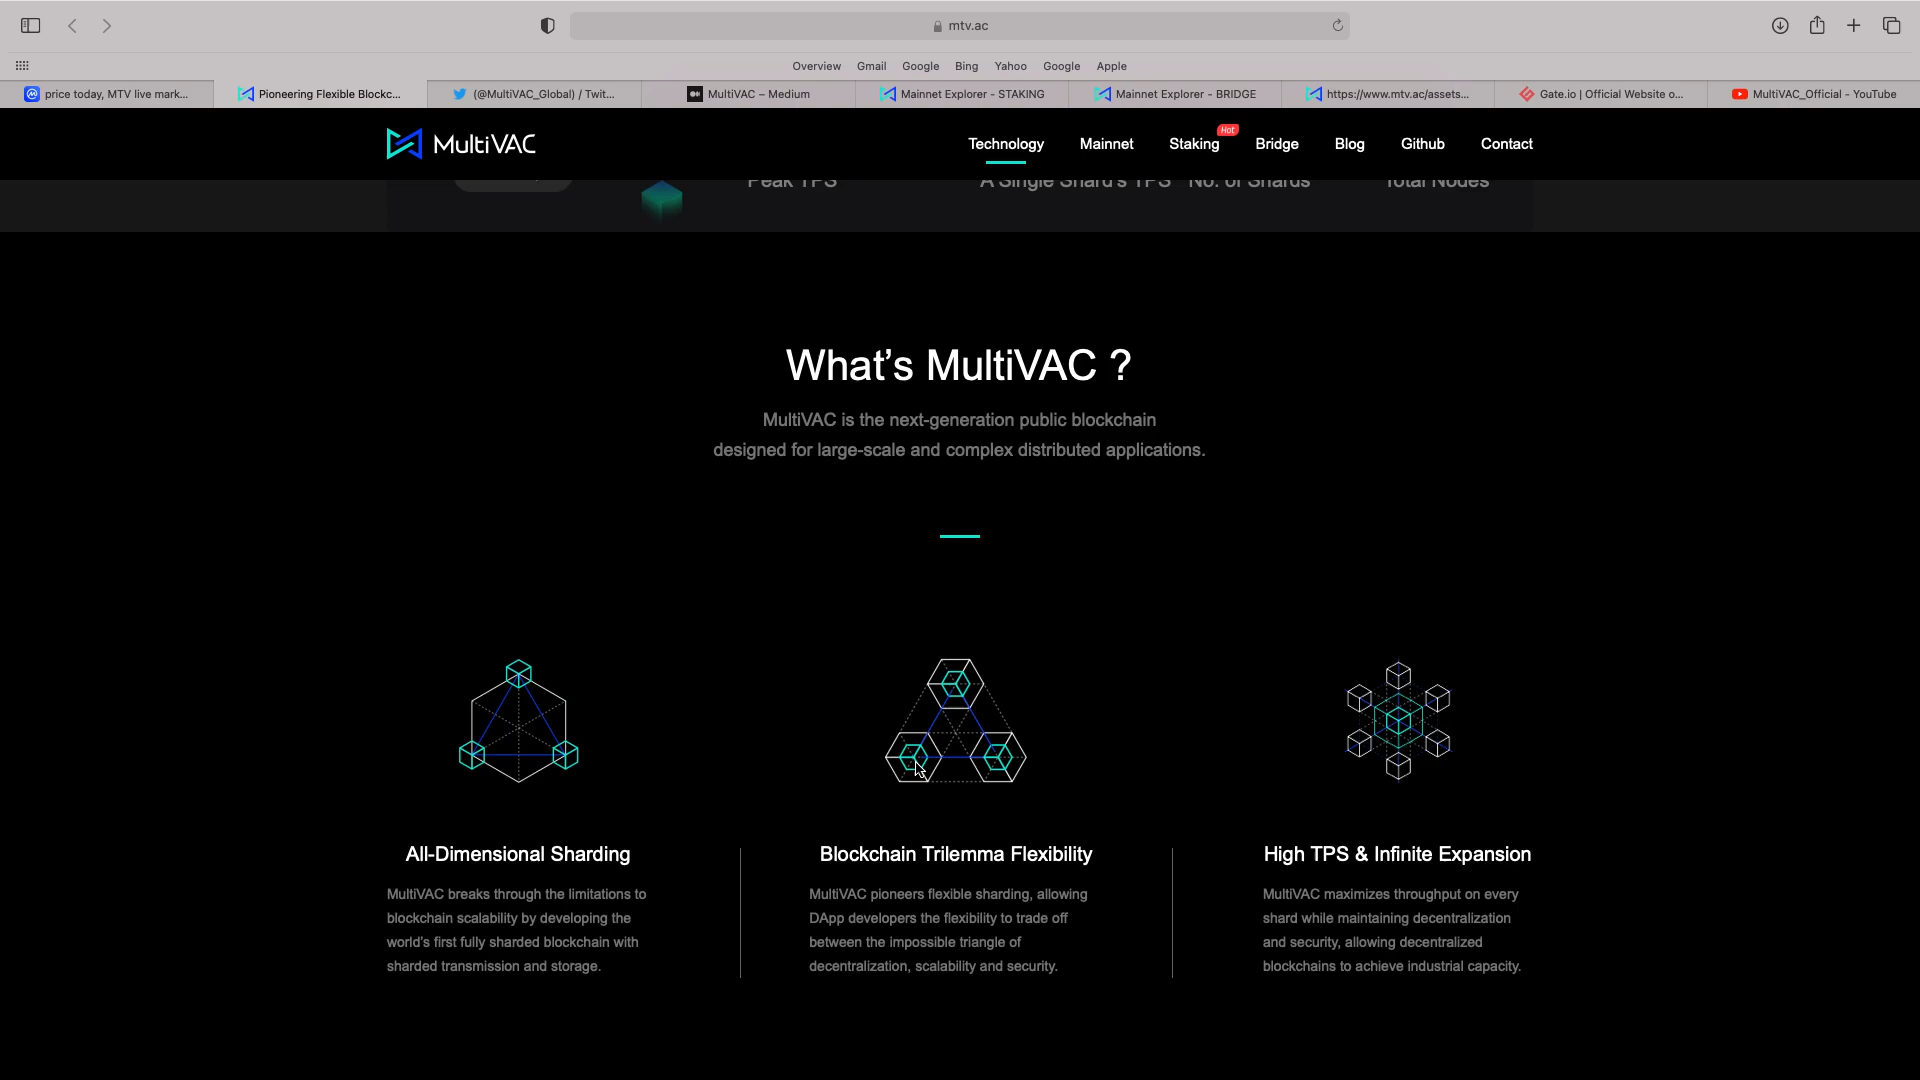 mtv.ac
Overview Gmail Google Bing Yahoo Google Apple
price today, MTV live mark...
Pioneering Flexible Blockc...
(@MultiVAC_Global) / Twit...
MultiVAC – Medium
Mainnet Explorer - STAKING
Mainnet Explorer - BRIDGE
https://www.mtv.ac/assets...
Gate.io | Official Website o...
MultiVAC_Official - YouTube
MultiVAC
Technology Mainnet Staking Hot Bridge Blog Github Contact
Peak TPS A Single Shard's TPS No. of Shards Total Nodes
What's MultiVAC ?
MultiVAC is the next-generation public blockchain
designed for large-scale and complex distributed applications.
All-Dimensional Sharding
MultiVAC breaks through the limitations to
blockchain scalability by developing the
world's first fully sharded blockchain with
sharded transmission and storage.
Blockchain Trilemma Flexibility
MultiVAC pioneers flexible sharding, allowing
DApp developers the flexibility to trade off
between the impossible triangle of
decentralization, scalability and security.
High TPS & Infinite Expansion
MultiVAC maximizes throughput on every
shard while maintaining decentralization
and security, allowing decentralized
blockchains to achieve industrial capacity.